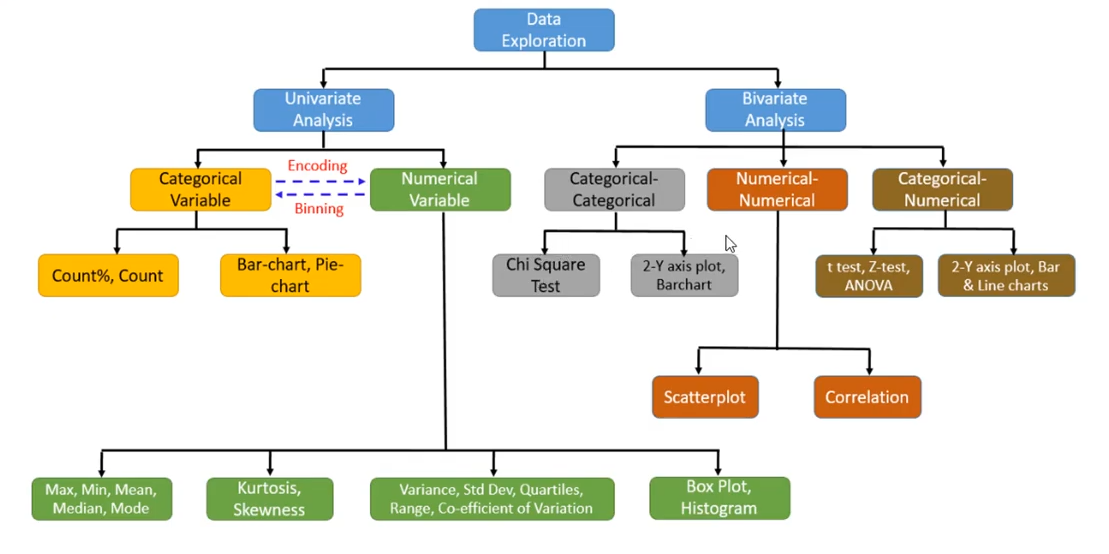 Data
Exploration
Univariate
Analysis
Bivariate
Analysis
Categorical
Variable
Encoding
Binning
Numerical
Variable
Categorical-
Categorical
Numerical-
Numerical
Categorical-
Numerical
Count%, Count
Bar-chart, Pie-
chart
Chi Square
Test
2-Y axis plot,
Barchart
t test, Z-test,
ANOVA
2-Y axis plot, Bar
& Line charts
Scatterplot
Correlation
Max, Min, Mean,
Median, Mode
Kurtosis,
Skewness
Variance, Std Dev, Quartiles,
Range, Co-efficient of Variation
Box Plot,
Histogram